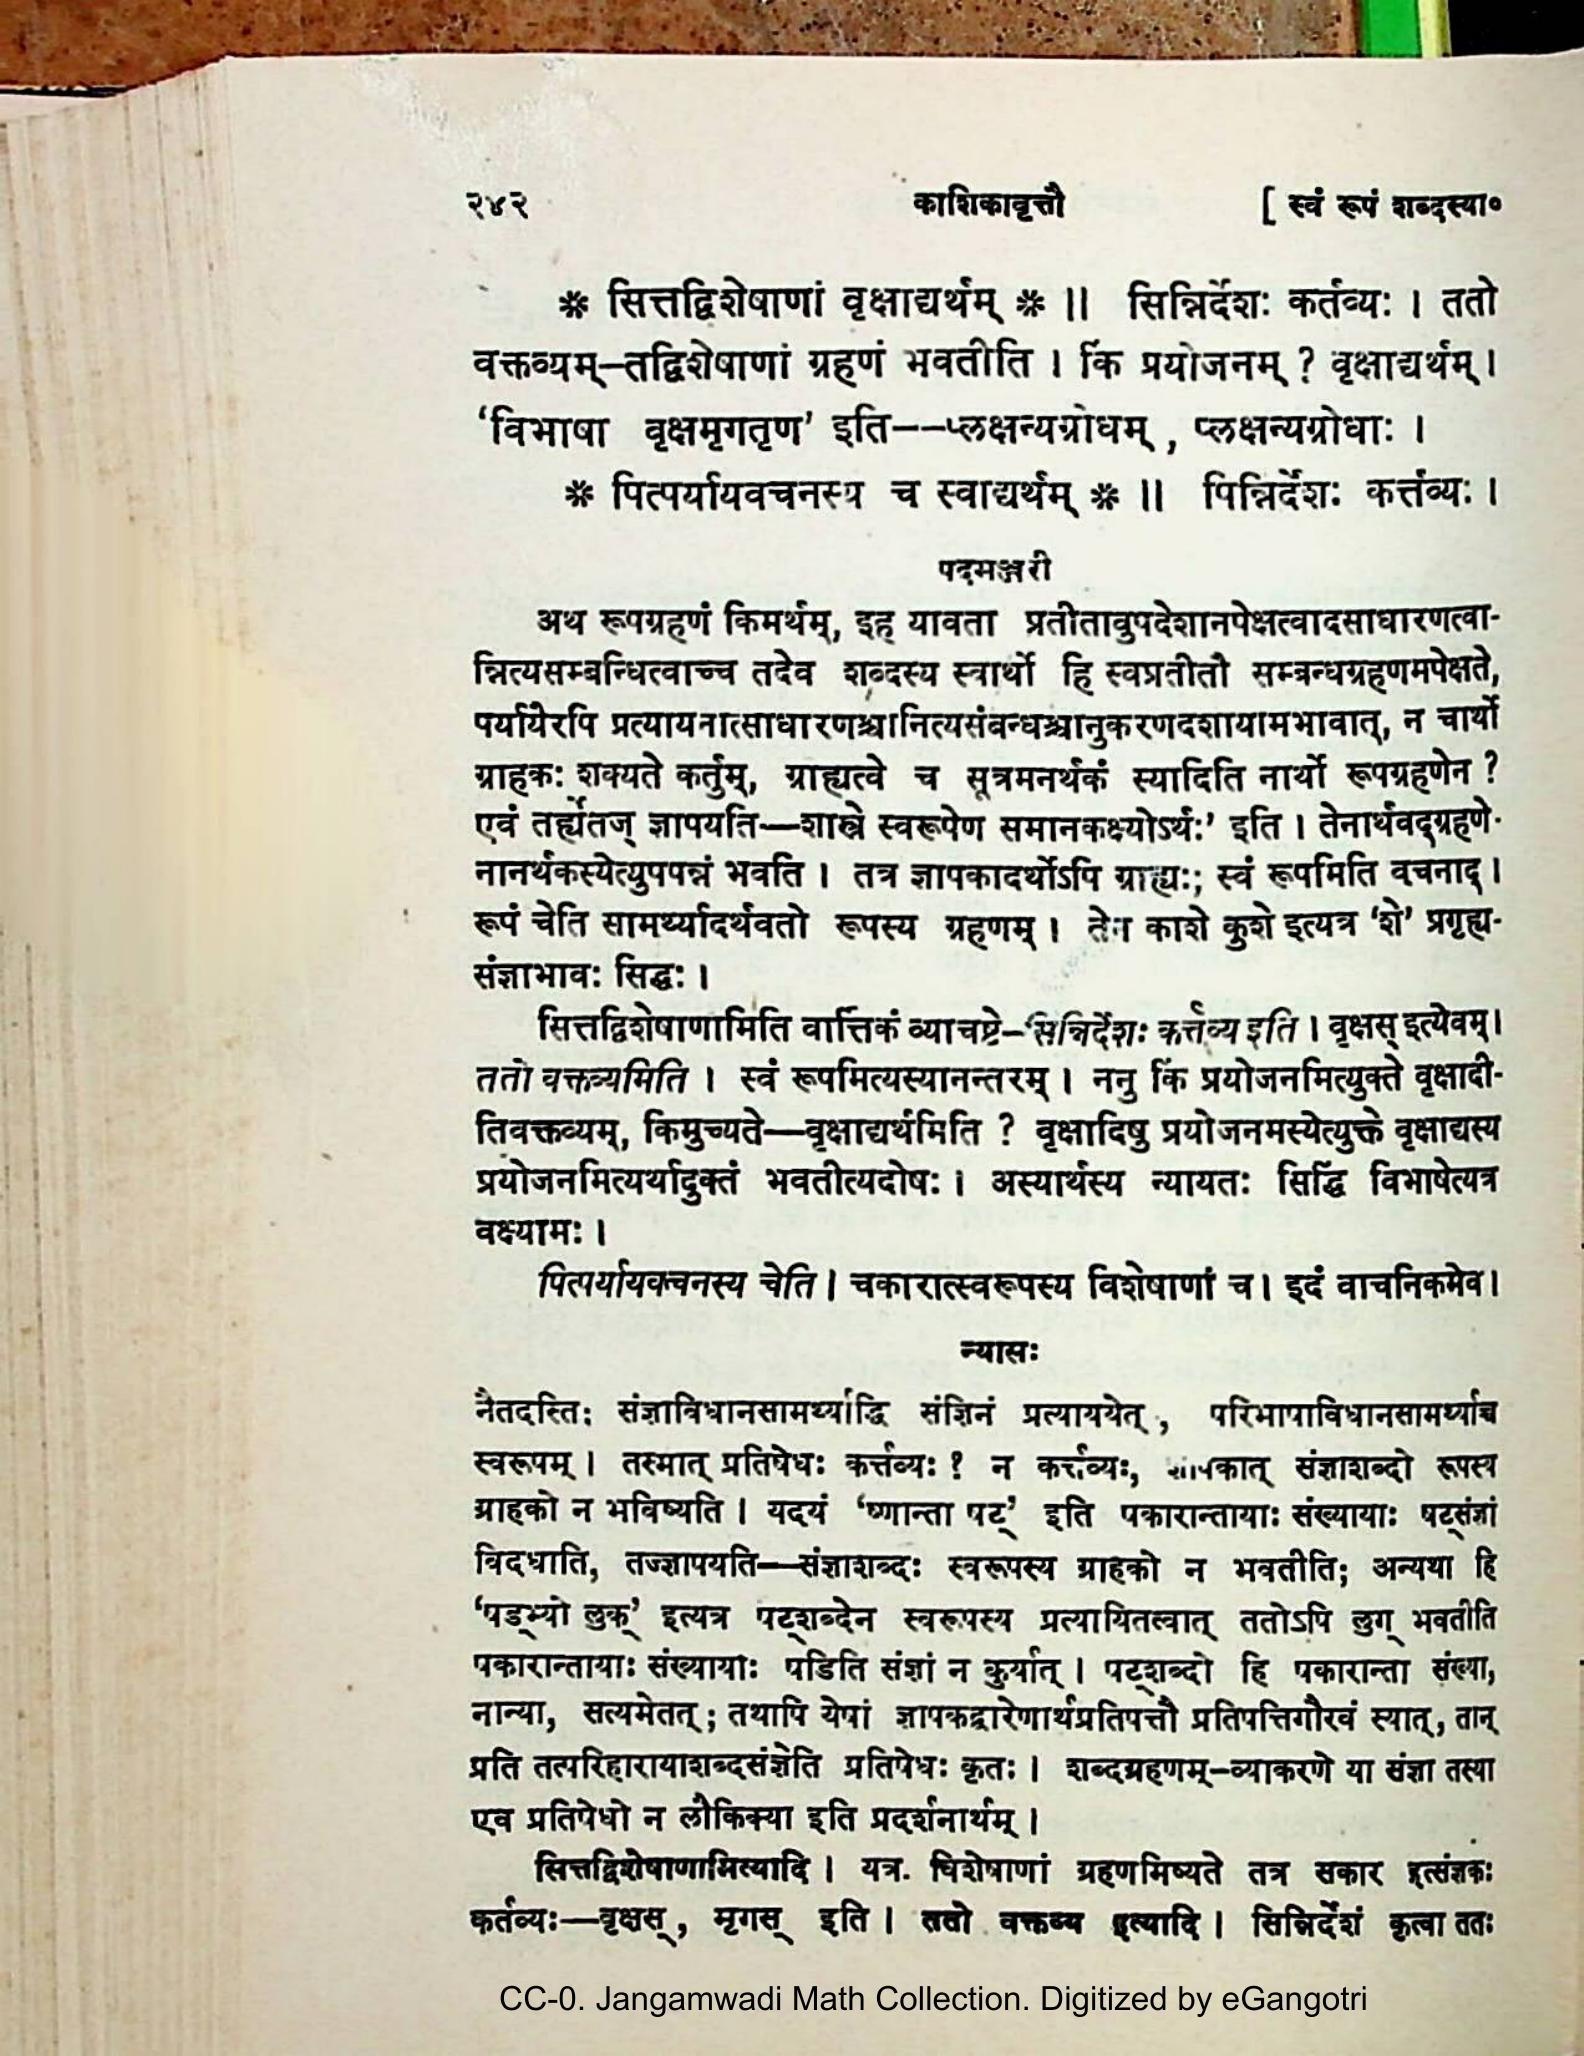 २४२ काशिकावृत्तौ [ स्वं रूपं शब्दस्या०
* सित्तद्विशेषाणां वृक्षाद्यर्थम् * ॥ सिन्निर्देशः कर्तव्यः । ततो
वक्तव्यम्–तद्विशेषाणां ग्रहणं भवतीति । किं प्रयोजनम् ? वृक्षाद्यर्थम् ।
‘विभाषा वृक्षमृगतृण’ इति--प्लक्षन्यग्रोधम् , प्लक्षन्यग्रोधाः ।
* पित्पर्यायवचनस्य च स्वाद्यर्थम् * ॥ पिन्निर्देशः कर्त्तव्यः ।
पदमञ्जरी
अथ रूपग्रहणं किमर्थम्, इह यावता प्रतीतावुपदेशानपेक्षत्वादसाधारणत्वा-
न्नित्यसम्बन्धित्वाच्च तदेव शब्दस्य स्वार्थो हि स्वप्रतीतौ सम्बन्धग्रहणमपेक्षते,
पर्यायैरपि प्रत्यायनात्साधारणश्चानित्यसंबन्धश्चानुकरणदशायामभावात्, न चार्थो
ग्राहकः शक्यते कर्तुम्, ग्राह्यत्वे च सूत्रमनर्थकं स्यादिति नार्थो रूपग्रहणेन ?
एवं तर्ह्येतज् ज्ञापयति—शास्त्रे स्वरूपेण समानकक्ष्योऽर्थः’ इति । तेनार्थवद्ग्रहणे-
नानर्थकस्येत्युपपन्नं भवति । तत्र ज्ञापकादर्थोऽपि ग्राह्यः; स्वं रूपमिति वचनाद् ।
रूपं चेति सामर्थ्यादर्थवतो रूपस्य ग्रहणम् । तेन काशे कुशे इत्यत्र ‘शे’ प्रगृह्य-
संज्ञाभावः सिद्धः ।
सित्तद्विशेषाणामिति वार्त्तिकं व्याचष्टे–सिन्निर्देशः कर्त्तव्य इति । वृक्षस् इत्येवम् ।
ततो वक्तव्यमिति । स्वं रूपमित्यस्यानन्तरम् । ननु किं प्रयोजनमित्युक्ते वृक्षादी-
तिवक्तव्यम्, किमुच्यते—वृक्षाद्यर्थमिति ? वृक्षादिषु प्रयोजनमस्येत्युक्ते वृक्षाद्यस्य
प्रयोजनमित्यर्थादुक्तं भवतीत्यदोषः । अस्यार्थस्य न्यायतः सिद्धिं विभाषेत्यत्र
वक्ष्यामः ।
पित्पर्यायवचनस्य चेति । चकारात्स्वरूपस्य विशेषाणां च । इदं वाचनिकमेव ।
न्यासः
नैतदस्ति; संज्ञाविधानसामर्थ्याद्धि संज्ञिनं प्रत्याययेत् , परिभाषाविधानसामर्थ्याच्च
स्वरूपम् । तस्मात् प्रतिषेधः कर्त्तव्यः ? न कर्त्तव्यः, संज्ञाशब्दो रूपस्य
ग्राहको न भविष्यति । यदयं ‘ष्णान्ता षट्’ इति षकारान्तायाः संख्यायाः षट्संज्ञां
विदधाति, तज्ज्ञापयति—संज्ञाशब्दः स्वरूपस्य ग्राहको न भवतीति; अन्यथा हि
‘षड्भ्यो लुक्’ इत्यत्र षट्शब्देन स्वरूपस्य प्रत्यायितत्वात् ततोऽपि लुग् भवतीति
षकारान्तायाः संख्यायाः षडिति संज्ञां न कुर्यात् । षट्शब्दो हि षकारान्ता संख्या,
नान्या, सत्यमेतत् ; तथापि येषां ज्ञापकद्वारेणार्थप्रतिपत्तौ प्रतिपत्तिगौरवं स्यात् , तान्
प्रति तत्परिहारायाशब्दसंज्ञेति प्रतिषेधः कृतः । शब्दग्रहणम्–व्याकरणे या संज्ञा तस्या
एव प्रतिषेधो न लौकिक्या इति प्रदर्शनार्थम् ।
सित्तद्विशेषाणामित्यादि । यत्र विशेषाणां ग्रहणमिष्यते तत्र सकार इत्संज्ञकः
कर्तव्यः—वृक्षस् , मृगस् इति । ततो वक्तव्य इत्यादि । सिन्निर्देशं कृत्वा ततः
CC-0. Jangamwadi Math Collection. Digitized by eGangotri